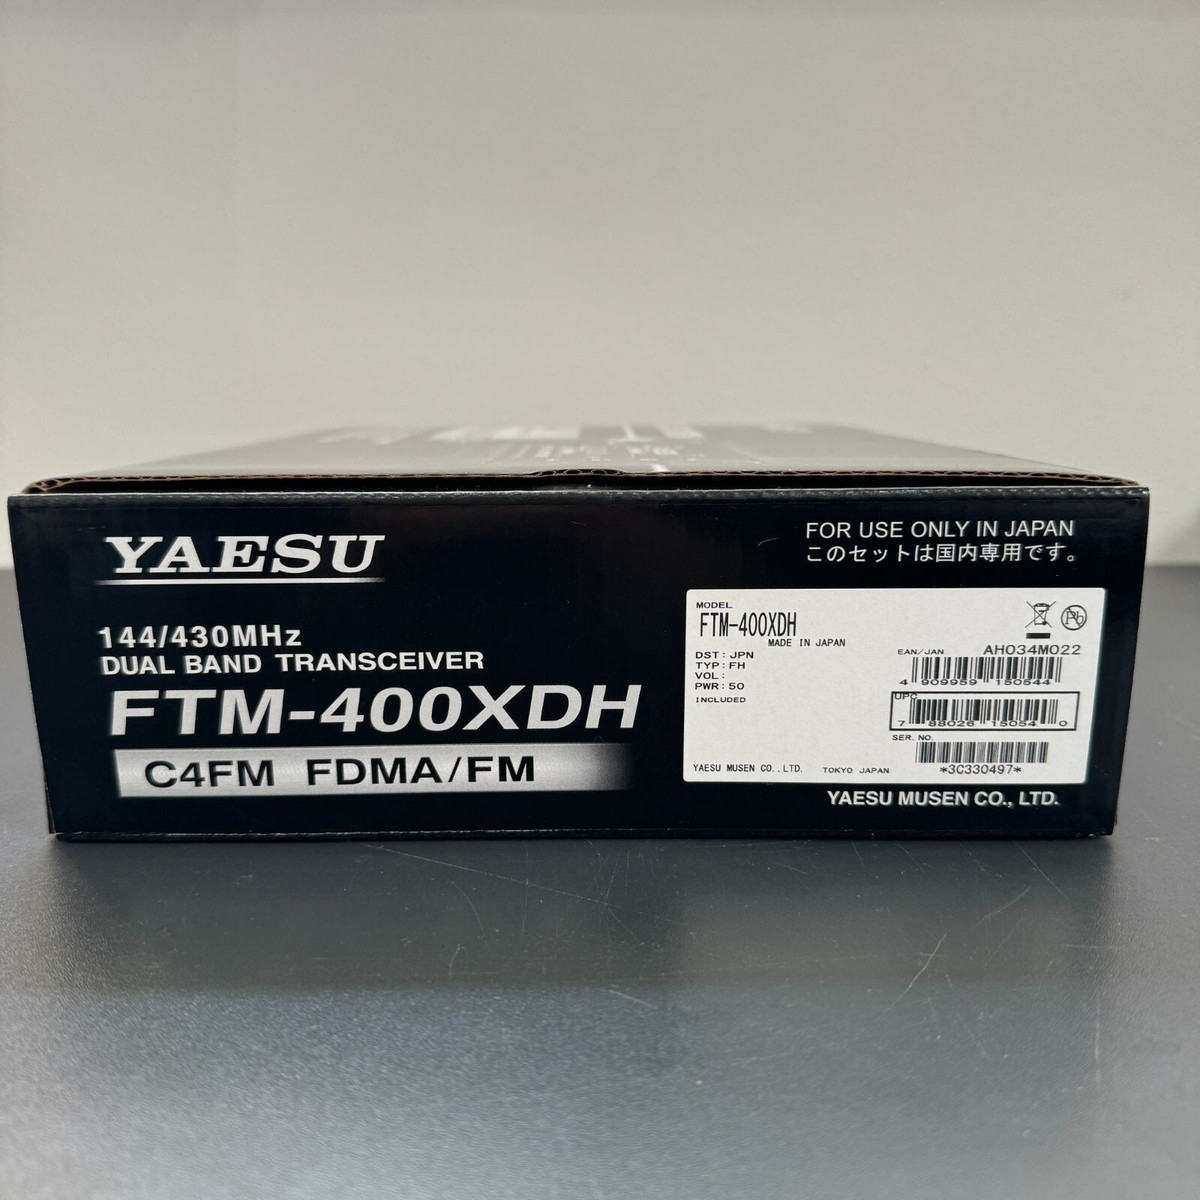 YAESU
144/430MHz
DUAL BAND TRANSCEIVER
FTM-400XDH
C4FM FDMA/FM
FOR USE ONLY IN JAPAN
このセットは国内専用です。
MODEL
FTM-400XDH
MADE IN JAPAN
DST: JPN
TYP: FH
VOL:
PWR: 50
INCLUDED
Pb
EAN/JAN AH034M022
4 909959 150544
UPC
7 88026 15054 0
SER. NO.
*3C330497*
YAESU MUSEN CO., LTD. TOKYO JAPAN
YAESU MUSEN CO., LTD.